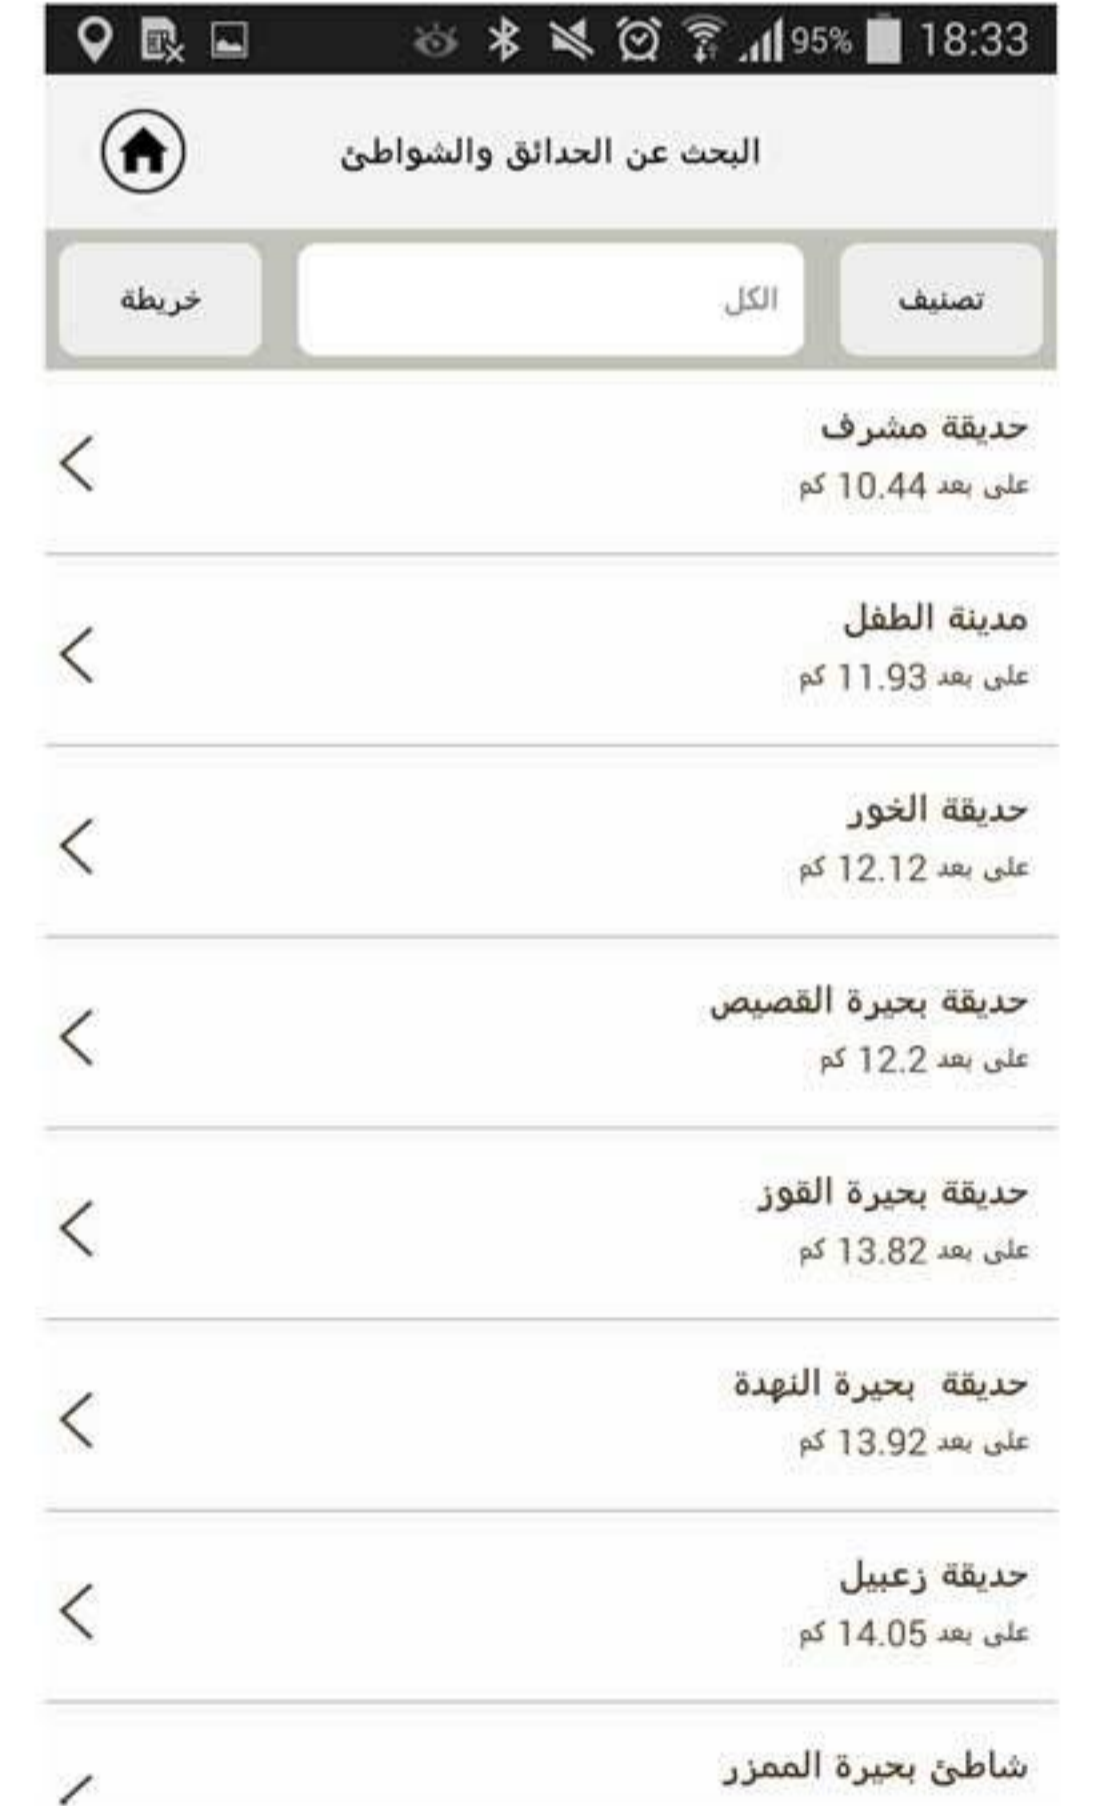 95% 18:33
البحث عن الحدائق والشواطئ
تصنيف
الكل
خريطة
حديقة مشرف
على بعد 10.44 كم
مدينة الطفل
على بعد 11.93 كم
حديقة الخور
على بعد 12.12 كم
حديقة بحيرة القصيص
على بعد 12.2 كم
حديقة بحيرة القوز
على بعد 13.82 كم
حديقة بحيرة النهدة
على بعد 13.92 كم
حديقة زعبيل
على بعد 14.05 كم
شاطئ بحيرة الممزر